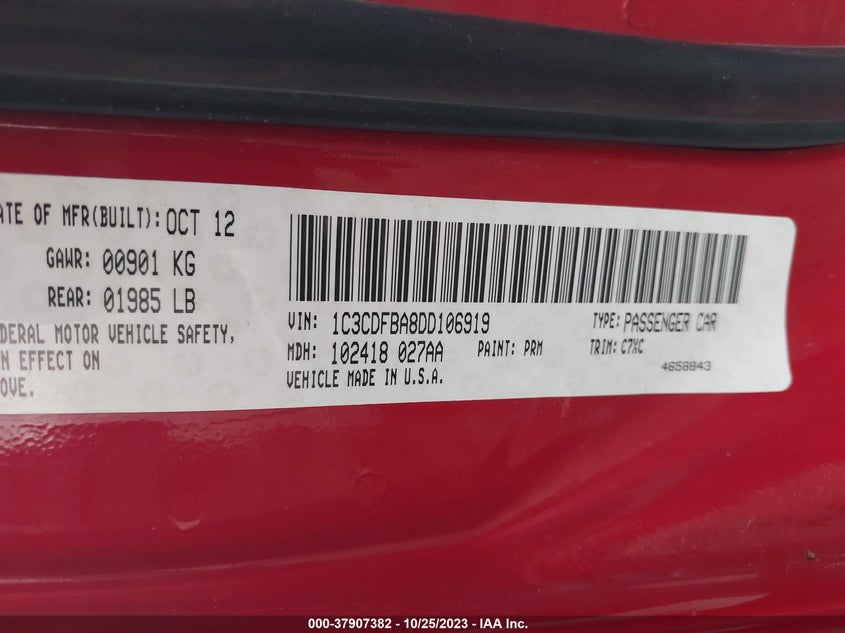 ATE OF MFR(BUILT): OCT 12
GAWR: 00901 KG
REAR: 01985 LB
DERAL MOTOR VEHICLE SAFETY,
N EFFECT ON
OVE.
VIN: 1C3CDFBA8DD106919
TYPE: PASSENGER CAR
MDH: 102418 027AA
PAINT: PRM
TRIM: C7XC
VEHICLE MADE IN U.S.A.
4658843
000-37907382 - 10/25/2023 - IAA Inc.